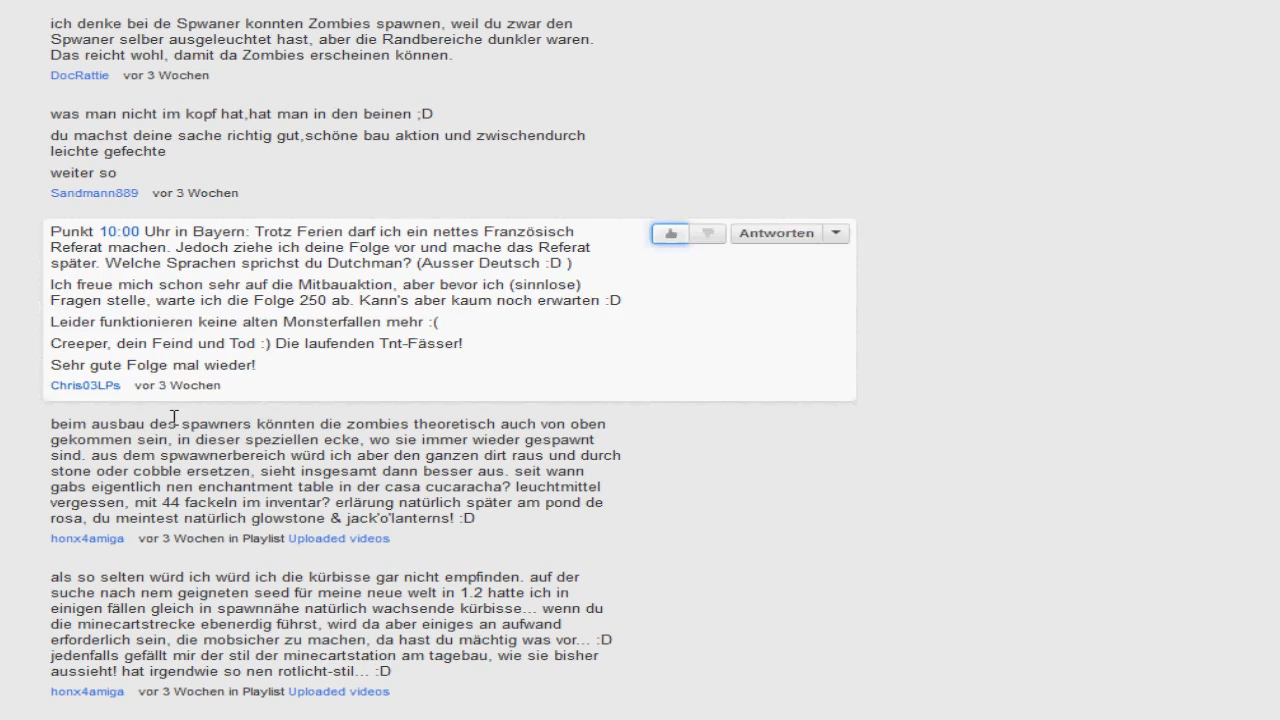 ich denke bei de Spwaner konnten Zombies spawnen, weil du zwar den
Spwaner selber ausgeleuchtet hast, aber die Randbereiche dunkler waren.
Das reicht wohl, damit da Zombies erscheinen können.
DocRattie vor 3 Wochen
was man nicht im kopf hat,hat man in den beinen ;D
du machst deine sache richtig gut,schöne bau aktion und zwischendurch
leichte gefechte
weiter so
Sandmann889 vor 3 Wochen
Punkt 10:00 Uhr in Bayern: Trotz Ferien darf ich ein nettes Französisch
Antworten
Referat machen. Jedoch ziehe ich deine Folge vor und mache das Referat
später. Welche Sprachen sprichst du Dutchman? (Ausser Deutsch :D )
Ich freue mich schon sehr auf die Mitbauaktion, aber bevor ich (sinnlose)
Fragen stelle, warte ich die Folge 250 ab. Kann's aber kaum noch erwarten :D
Leider funktionieren keine alten Monsterfallen mehr :(
Creeper, dein Feind und Tod :) Die laufenden Tnt-Fässer!
Sehr gute Folge mal wieder!
Chris03LPs vor 3 Wochen
beim ausbau des spawners könnten die zombies theoretisch auch von oben
gekommen sein, in dieser speziellen ecke, wo sie immer wieder gespawnt
sind. aus dem spwawnerbereich würd ich aber den ganzen dirt raus und durch
stone oder cobble ersetzen, sieht insgesamt dann besser aus. seit wann
gabs eigentlich nen enchantment table in der casa cucaracha? leuchtmittel
vergessen, mit 44 fackeln im inventar? erlärung natürlich später am pond de
rosa, du meintest natürlich glowstone & jack'o'lanterns! :D
honx4amiga vor 3 Wochen in Playlist Uploaded videos
als so selten würd ich würd ich die kürbisse gar nicht empfinden. auf der
suche nach nem geigneten seed für meine neue welt in 1.2 hatte ich in
einigen fällen gleich in spawnnähe natürlich wachsende kürbisse... wenn du
die minecartstrecke ebenerdig führst, wird da aber einiges an aufwand
erforderlich sein, die mobsicher zu machen, da hast du mächtig was vor... :D
jedenfalls gefällt mir der stil der minecartstation am tagebau, wie sie bisher
aussieht! hat irgendwie so nen rotlicht-stil... :D
honx4amiga vor 3 Wochen in Playlist Uploaded videos